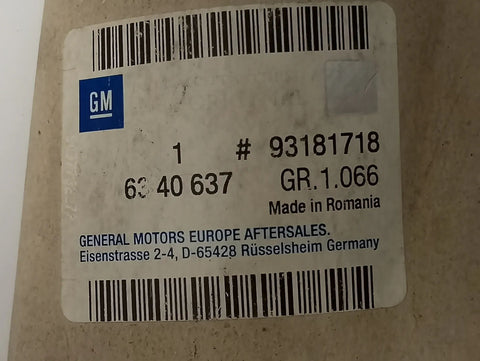 GM
1 # 93181718
63 40 637 GR.1.066
Made in Romania
GENERAL MOTORS EUROPE AFTERSALES.
Eisenstrasse 2-4, D-65428 Rüsselsheim Germany